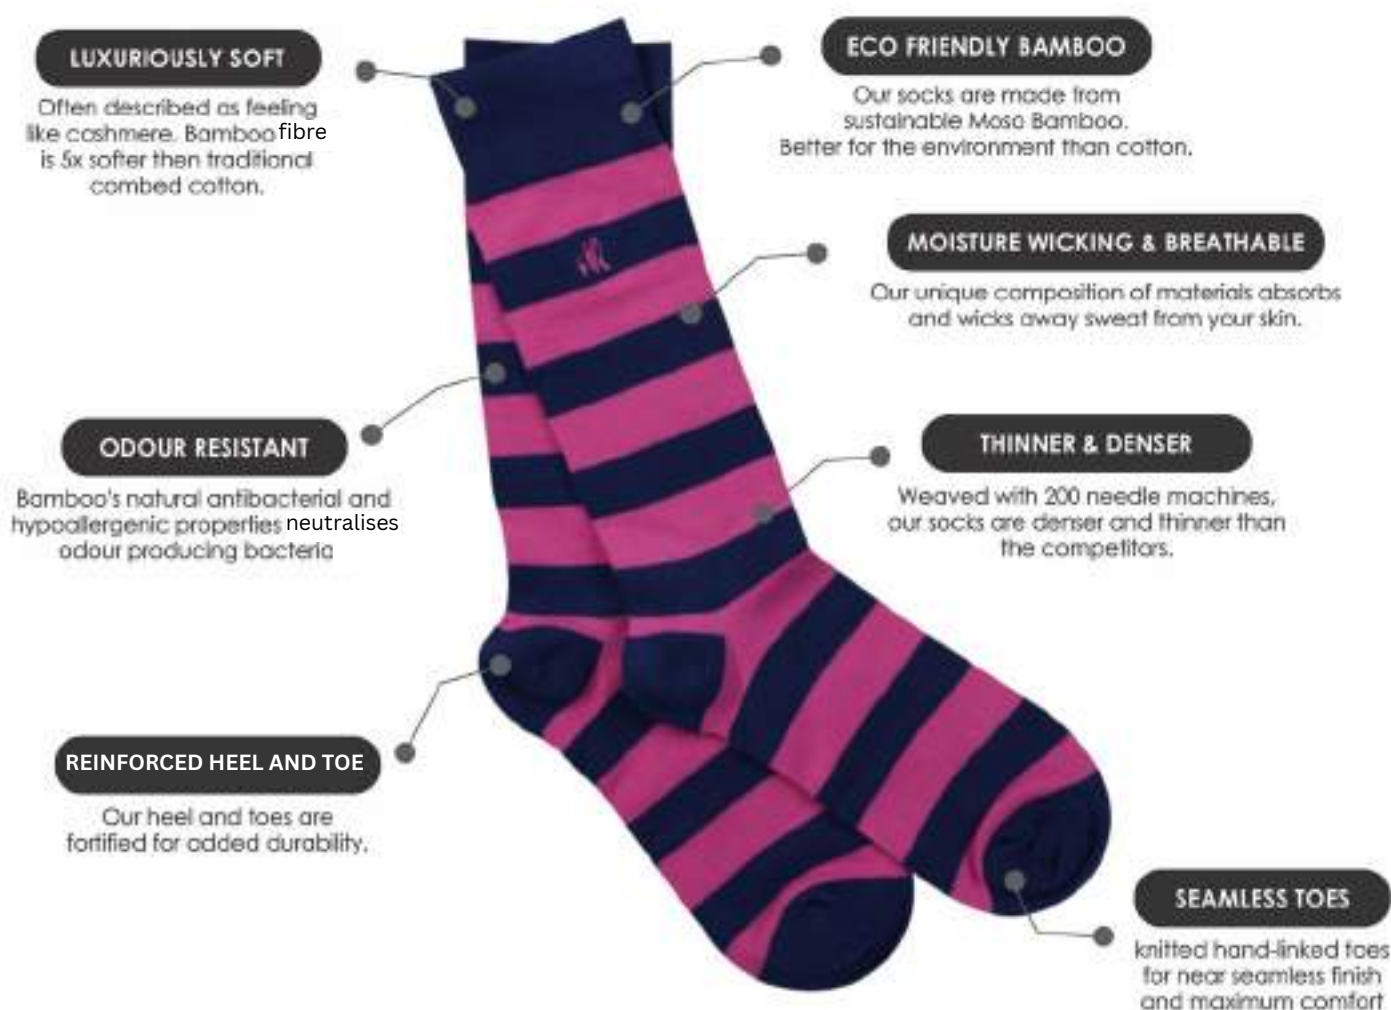 LUXURIOUSLY SOFT
Often described as feeling
like cashmere. Bamboo fibre
is 5x softer then traditional
combed cotton.
ECO FRIENDLY BAMBOO
Our socks are made from
sustainable Moso Bamboo.
Better for the environment than cotton.
MOISTURE WICKING & BREATHABLE
Our unique composition of materials absorbs
and wicks away sweat from your skin.
ODOUR RESISTANT
Bamboo's natural antibacterial and
hypoallergenic properties neutralises
odour producing bacteria
THINNER & DENSER
Weaved with 200 needle machines,
our socks are denser and thinner than
the competitors.
REINFORCED HEEL AND TOE
Our heel and toes are
fortified for added durability.
SEAMLESS TOES
knitted hand-linked toes
for near seamless finish
and maximum comfort